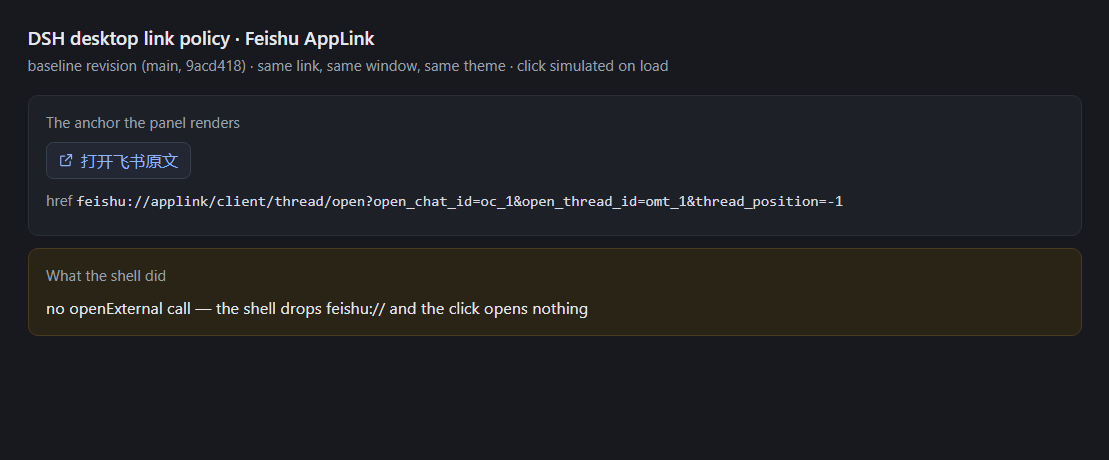 DSH desktop link policy · Feishu AppLink
baseline revision (main, 9acd418) · same link, same window, same theme · click simulated on load
The anchor the panel renders
打开飞书原文
href feishu://applink/client/thread/open?open_chat_id=oc_1&open_thread_id=omt_1&thread_position=-1
What the shell did
no openExternal call — the shell drops feishu:// and the click opens nothing